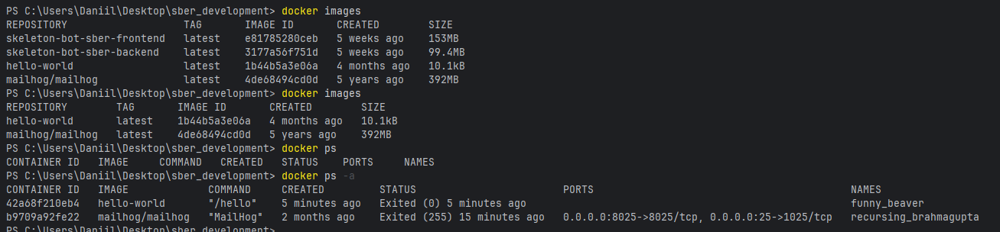 PS C:\Users\Daniil\Desktop\sber_development> docker images
REPOSITORY TAG IMAGE ID CREATED SIZE
skeleton-bot-sber-frontend latest e81785280ceb 5 weeks ago 153MB
skeleton-bot-sber-backend latest 3177a56f751d 5 weeks ago 99.4MB
hello-world latest 1b44b5a3e06a 4 months ago 10.1kB
mailhog/mailhog latest 4de68494cd0d 5 years ago 392MB
PS C:\Users\Daniil\Desktop\sber_development> docker images
REPOSITORY TAG IMAGE ID CREATED SIZE
hello-world latest 1b44b5a3e06a 4 months ago 10.1kB
mailhog/mailhog latest 4de68494cd0d 5 years ago 392MB
PS C:\Users\Daniil\Desktop\sber_development> docker ps
CONTAINER ID IMAGE COMMAND CREATED STATUS PORTS NAMES
PS C:\Users\Daniil\Desktop\sber_development> docker ps -a
CONTAINER ID IMAGE COMMAND CREATED STATUS PORTS NAMES
42a68f210eb4 hello-world "/hello" 5 minutes ago Exited (0) 5 minutes ago funny_beaver
b9709a92fe22 mailhog/mailhog "MailHog" 2 months ago Exited (255) 15 minutes ago 0.0.0.0:8025->8025/tcp, 0.0.0.0:25->1025/tcp recursing_brahmagupta
PS C:\Users\Daniil\Desktop\sber_development>